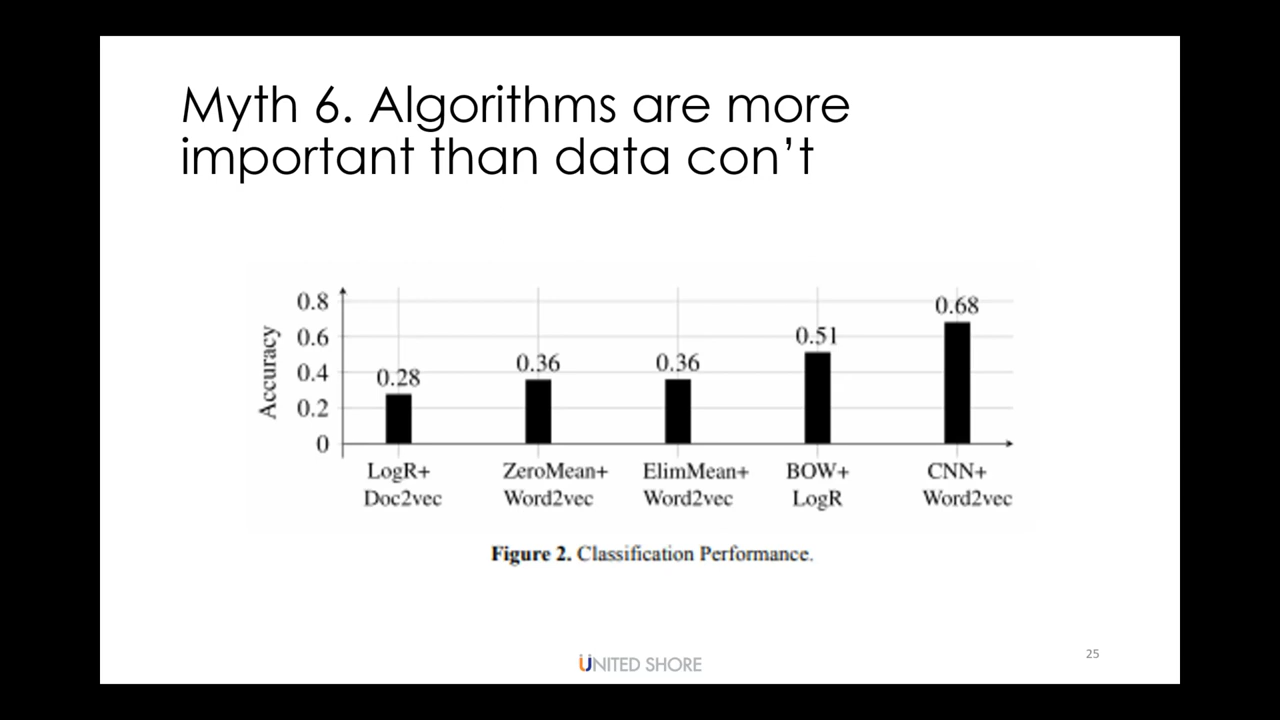 Myth 6. Algorithms are more
important than data con’t
Accuracy
0.8
0.6
0.4
0.2
0
0.28
0.36
0.36
0.51
0.68
LogR+
Doc2vec
ZeroMean+
Word2vec
ElimMean+
Word2vec
BOW+
LogR
CNN+
Word2vec
Figure 2. Classification Performance.
UNITED SHORE
25